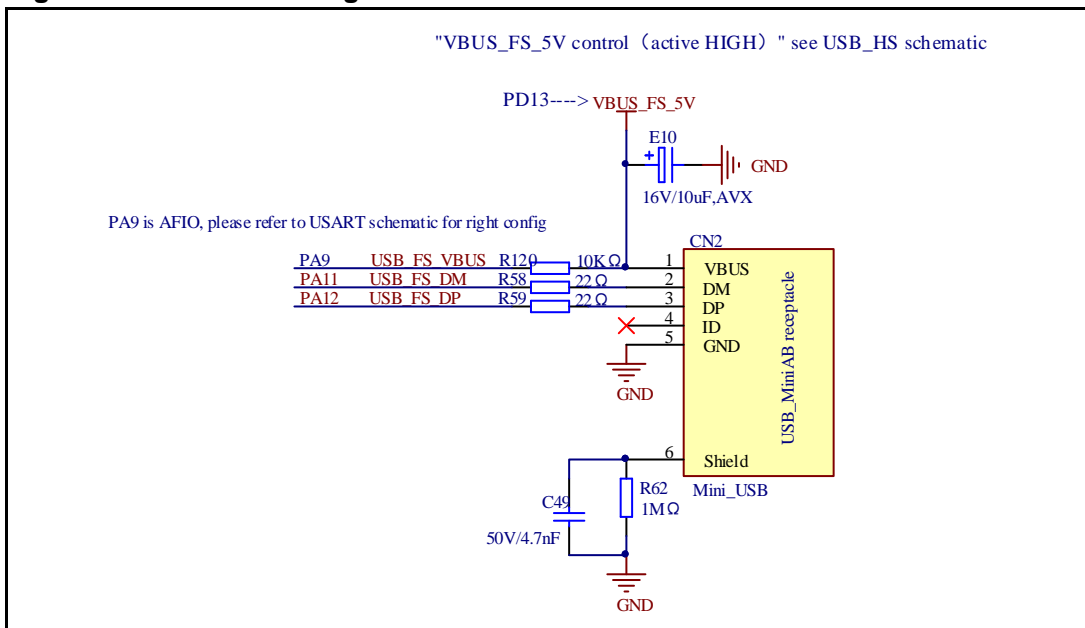 "VBUS_FS_5V control（active HIGH）" see USB_HS schematic
PD13----> VBUS_FS_5V
E10
+
GND
16V/10uF,AVX
PA9 is AFIO, please refer to USART schematic for right config
CN2
PA9 USB_FS_VBUS R120 10KΩ 1 VBUS
PA11 USB_FS_DM R58 22Ω 2 DM
PA12 USB_FS_DP R59 22Ω 3 DP
4 ID
5 GND
USB_MiniAB receptacle
GND
6 Shield
Mini_USB
C49
50V/4.7nF
R62
1MΩ
GND